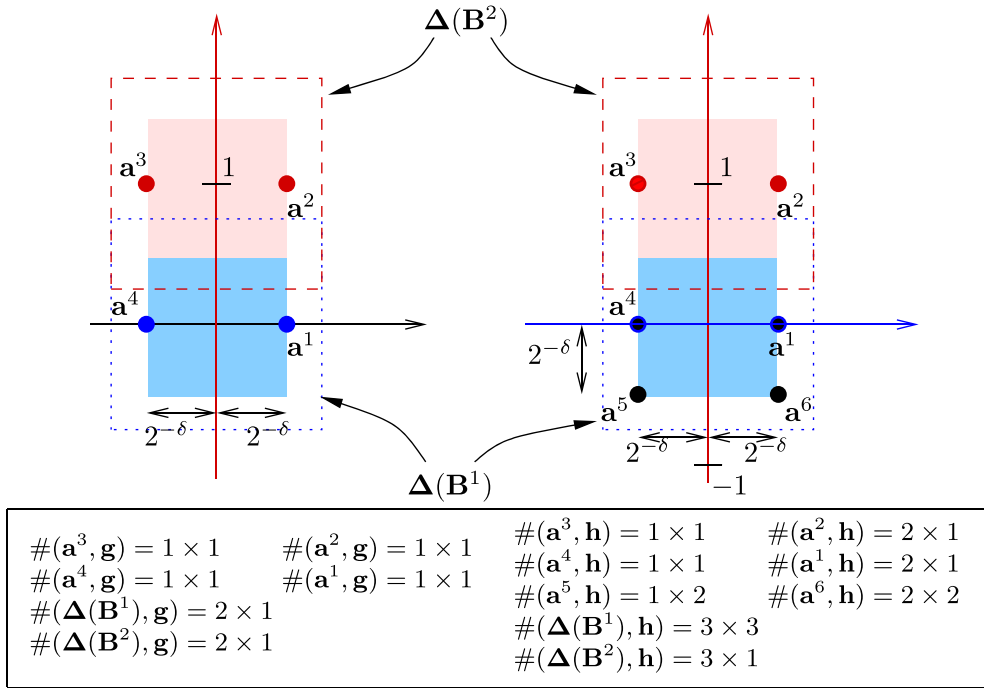 𝚫(𝐁²)
𝐚³ 1 𝐚²
𝐚⁴ 𝐚¹
2^{−δ} 2^{−δ}
𝐚³ 1 𝐚²
𝐚⁴ 𝐚¹
2^{−δ}
𝐚⁵ 𝐚⁶
2^{−δ} 2^{−δ}
−1
𝚫(𝐁¹)
#(𝐚³, 𝐠) = 1 × 1 #(𝐚², 𝐠) = 1 × 1
#(𝐚⁴, 𝐠) = 1 × 1 #(𝐚¹, 𝐠) = 1 × 1
#(𝚫(𝐁¹), 𝐠) = 2 × 1
#(𝚫(𝐁²), 𝐠) = 2 × 1
#(𝐚³, 𝐡) = 1 × 1 #(𝐚², 𝐡) = 2 × 1
#(𝐚⁴, 𝐡) = 1 × 1 #(𝐚¹, 𝐡) = 2 × 1
#(𝐚⁵, 𝐡) = 1 × 2 #(𝐚⁶, 𝐡) = 2 × 2
#(𝚫(𝐁¹), 𝐡) = 3 × 3
#(𝚫(𝐁²), 𝐡) = 3 × 1